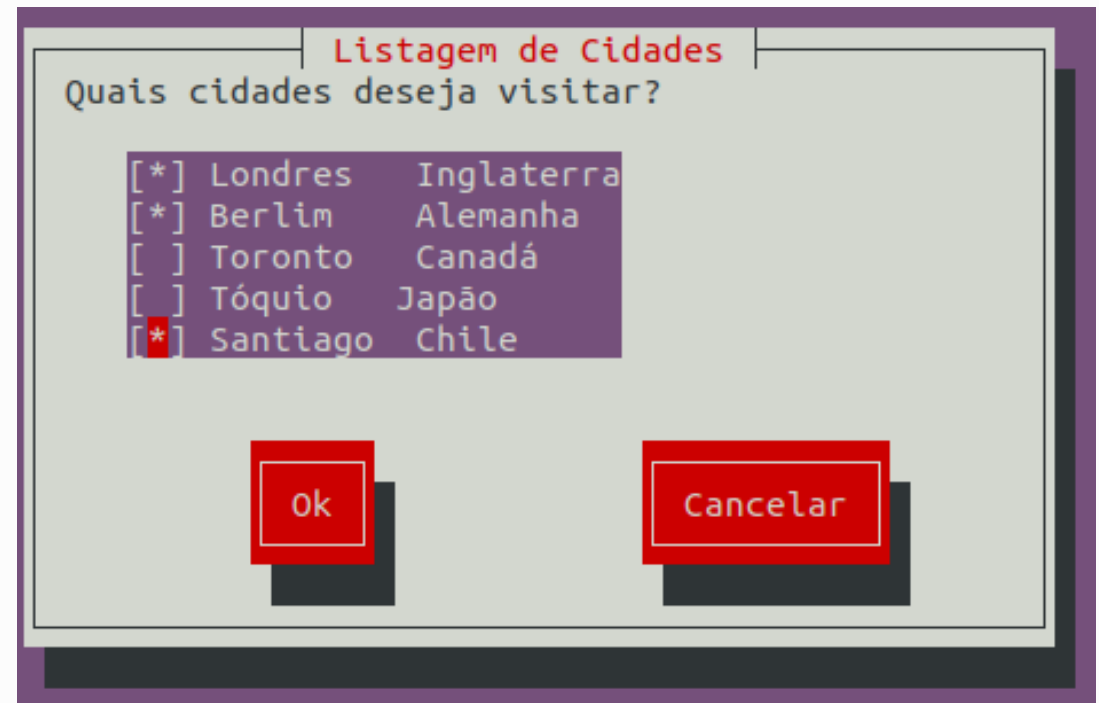 Listagem de Cidades
Quais cidades deseja visitar?
[*] Londres   Inglaterra
[*] Berlim    Alemanha
[ ] Toronto   Canadá
[ ] Tóquio   Japão
[*] Santiago  Chile
Ok Cancelar